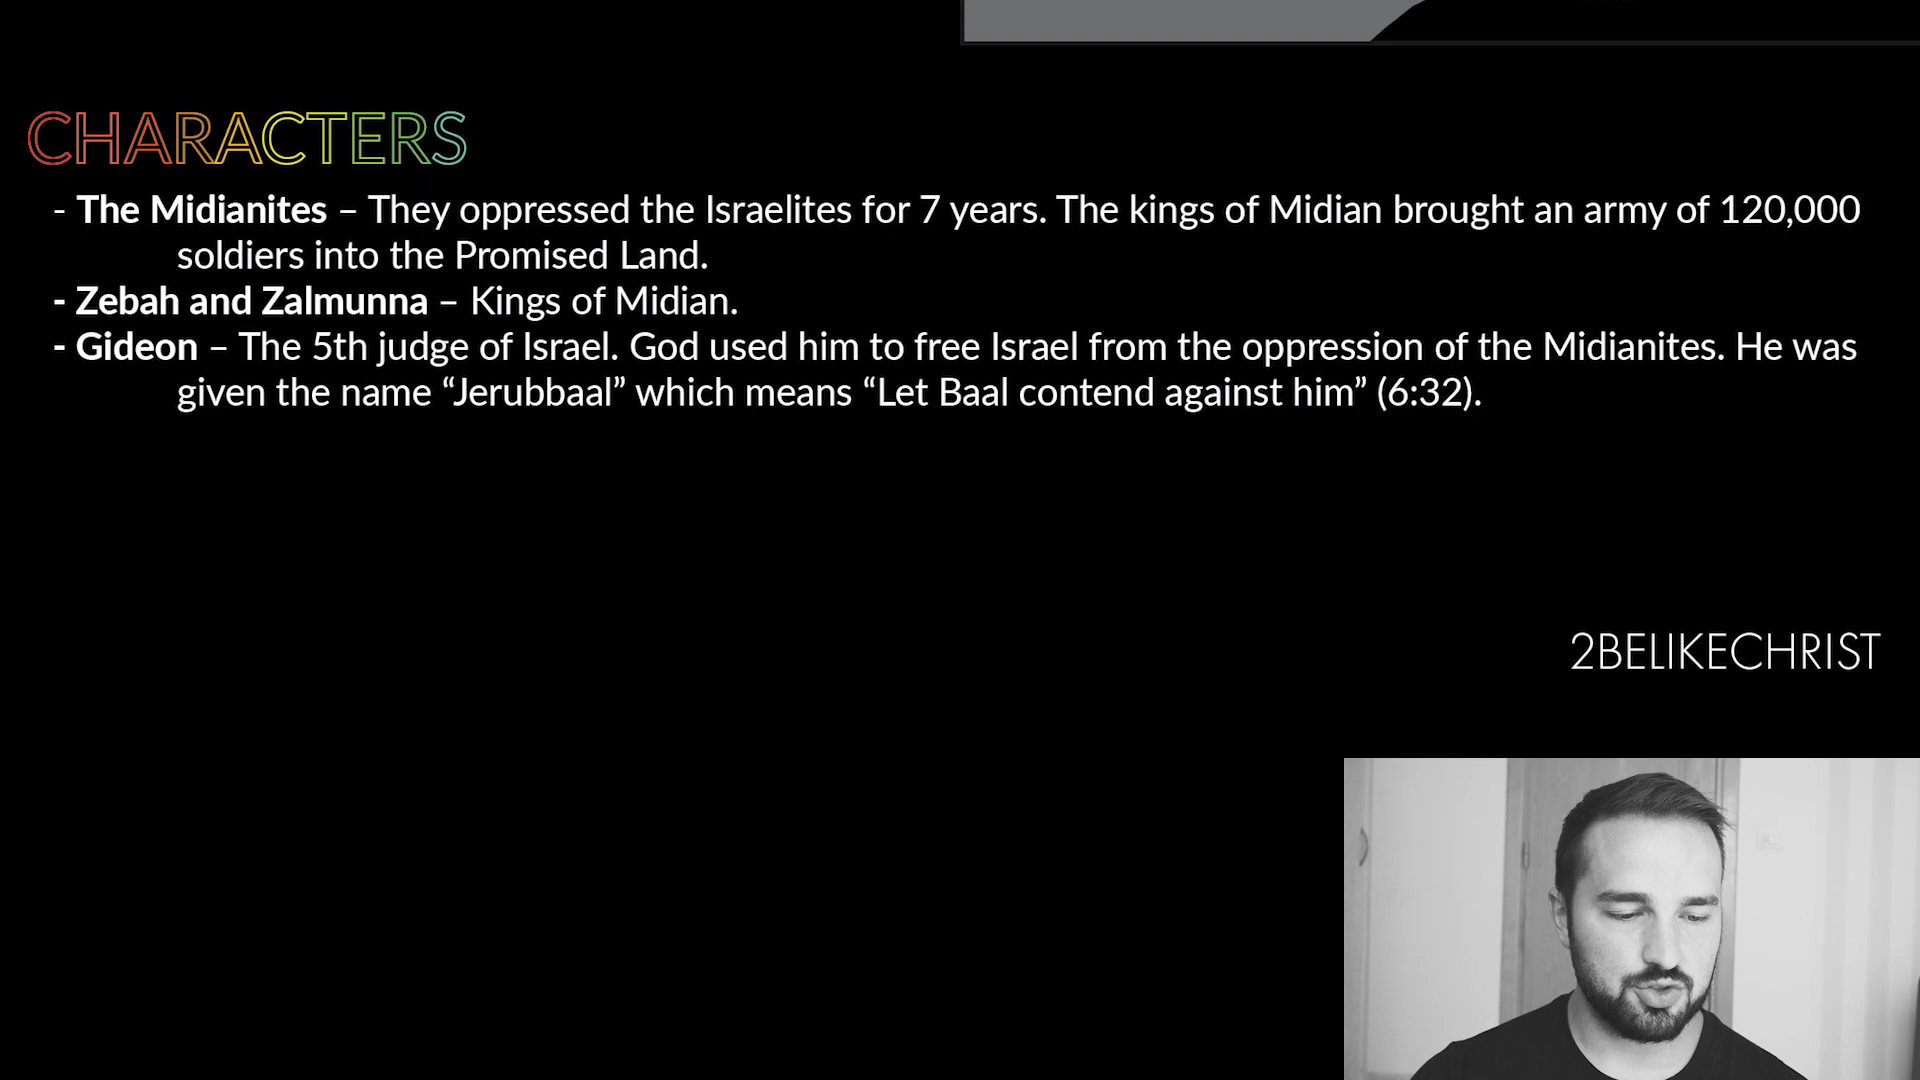 CHARACTERS
- The Midianites – They oppressed the Israelites for 7 years. The kings of Midian brought an army of 120,000
soldiers into the Promised Land.
- Zebah and Zalmunna – Kings of Midian.
- Gideon – The 5th judge of Israel. God used him to free Israel from the oppression of the Midianites. He was
given the name “Jerubbaal” which means “Let Baal contend against him” (6:32).
2BELIKECHRIST